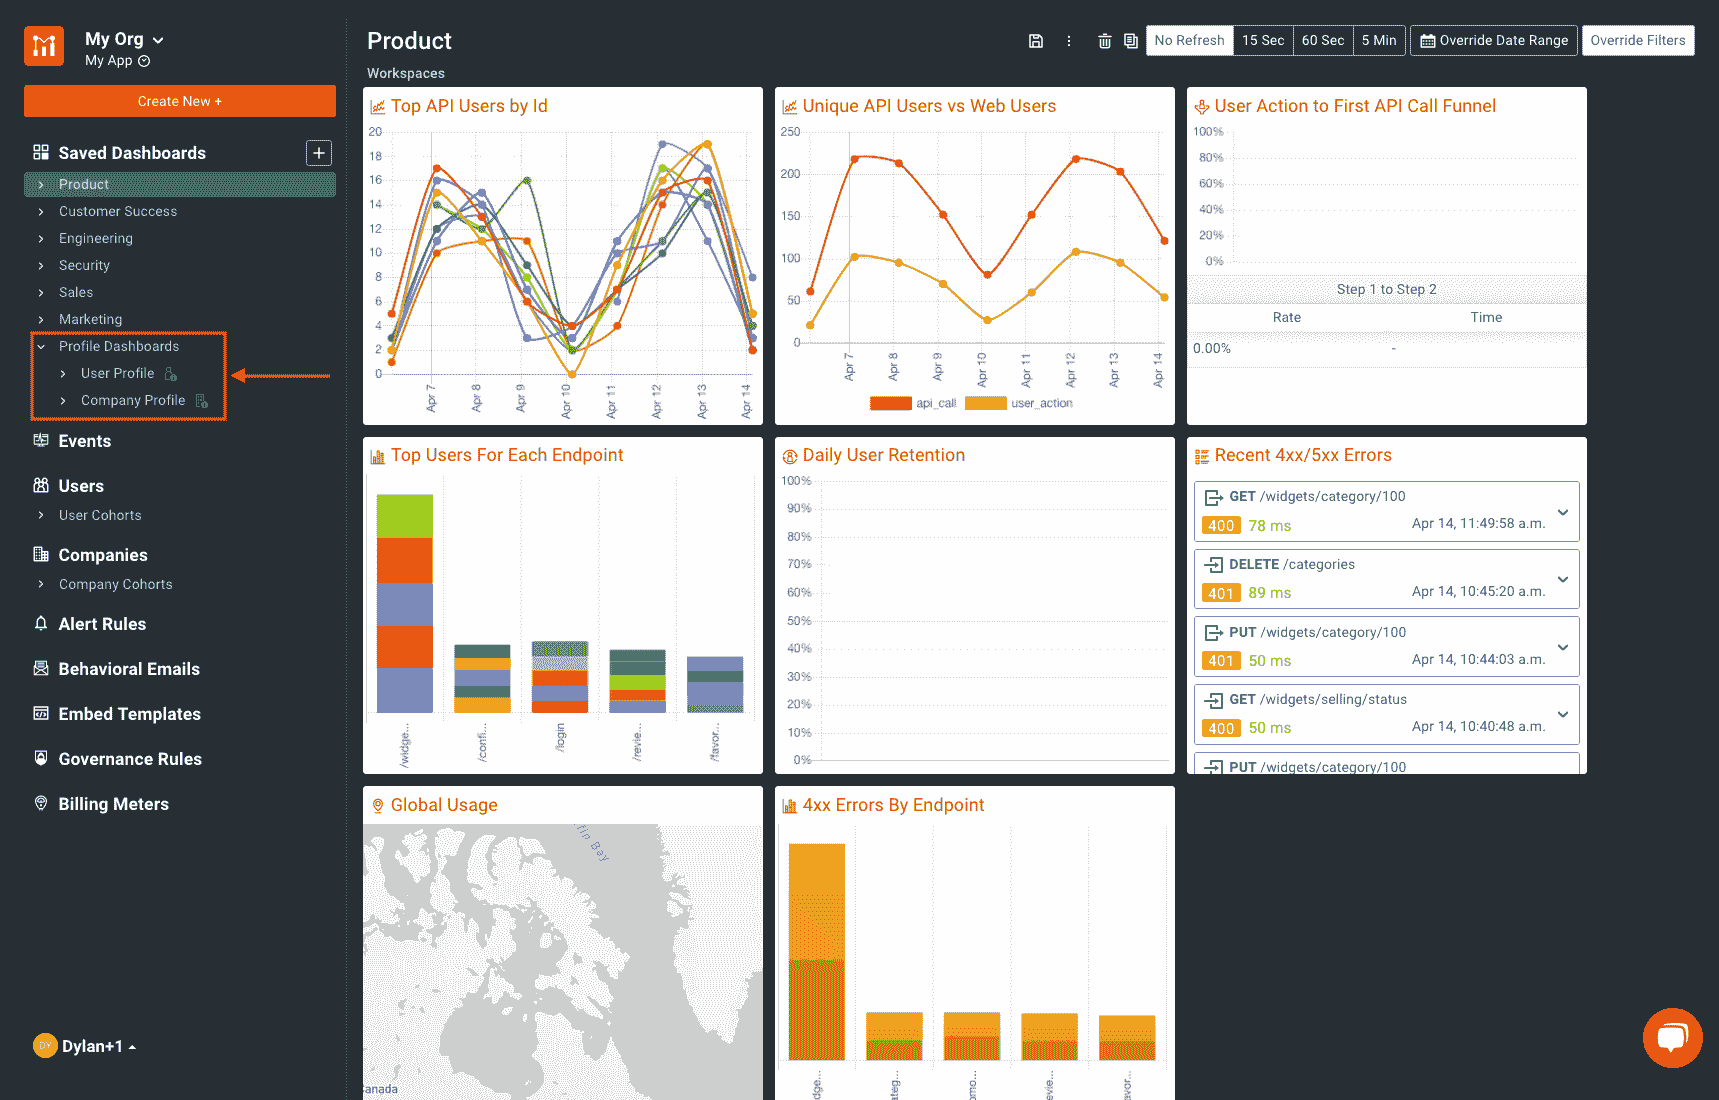 My Org
My App
Create New +
Saved Dashboards
Product
Customer Success
Engineering
Security
Sales
Marketing
Profile Dashboards
User Profile
Company Profile
Events
Users
User Cohorts
Companies
Company Cohorts
Alert Rules
Behavioral Emails
Embed Templates
Governance Rules
Billing Meters
DY Dylan+1
Product
No Refresh 15 Sec 60 Sec 5 Min Override Date Range Override Filters
Workspaces
Top API Users by Id
20
18
16
14
12
10
8
6
4
2
0
Apr 7 Apr 8 Apr 9 Apr 10 Apr 11 Apr 12 Apr 13 Apr 14
Unique API Users vs Web Users
250
200
150
100
50
0
Apr 7 Apr 8 Apr 9 Apr 10 Apr 11 Apr 12 Apr 13 Apr 14
api_call user_action
User Action to First API Call Funnel
100%
80%
60%
40%
20%
0%
Step 1 to Step 2
Rate Time
0.00% -
Top Users For Each Endpoint
/widge... /confi... /login /revie... /favor...
Daily User Retention
100%
90%
80%
70%
60%
50%
40%
30%
20%
10%
0%
Recent 4xx/5xx Errors
GET /widgets/category/100
400 78 ms Apr 14, 11:49:58 a.m.
DELETE /categories
401 89 ms Apr 14, 10:45:20 a.m.
PUT /widgets/category/100
401 50 ms Apr 14, 10:44:03 a.m.
GET /widgets/selling/status
400 50 ms Apr 14, 10:40:48 a.m.
PUT /widgets/category/100
Global Usage
Bay
anada
4xx Errors By Endpoint
dge... ateg... omo... evie... avor...